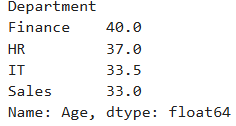 Department
Finance    40.0
HR         37.0
IT         33.5
Sales      33.0
Name: Age, dtype: float64